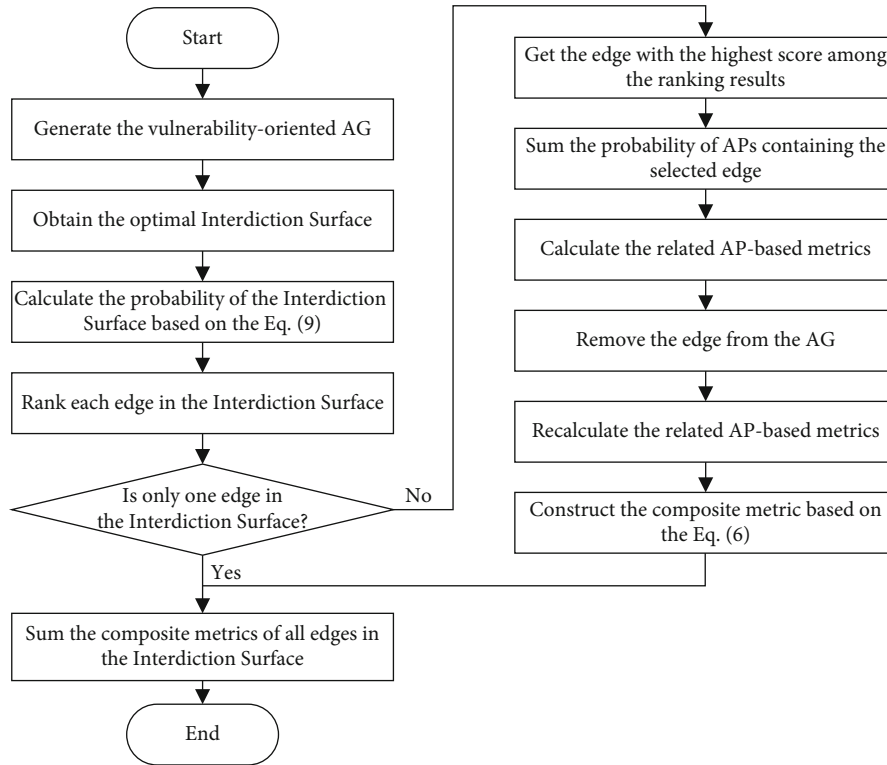 Start
Generate the vulnerability-oriented AG
Obtain the optimal Interdiction Surface
Calculate the probability of the Interdiction
Surface based on the Eq. (9)
Rank each edge in the Interdiction Surface
Is only one edge in
the Interdiction Surface?
No
Yes
Get the edge with the highest score among
the ranking results
Sum the probability of APs containing the
selected edge
Calculate the related AP-based metrics
Remove the edge from the AG
Recalculate the related AP-based metrics
Construct the composite metric based on
the Eq. (6)
Sum the composite metrics of all edges in
the Interdiction Surface
End